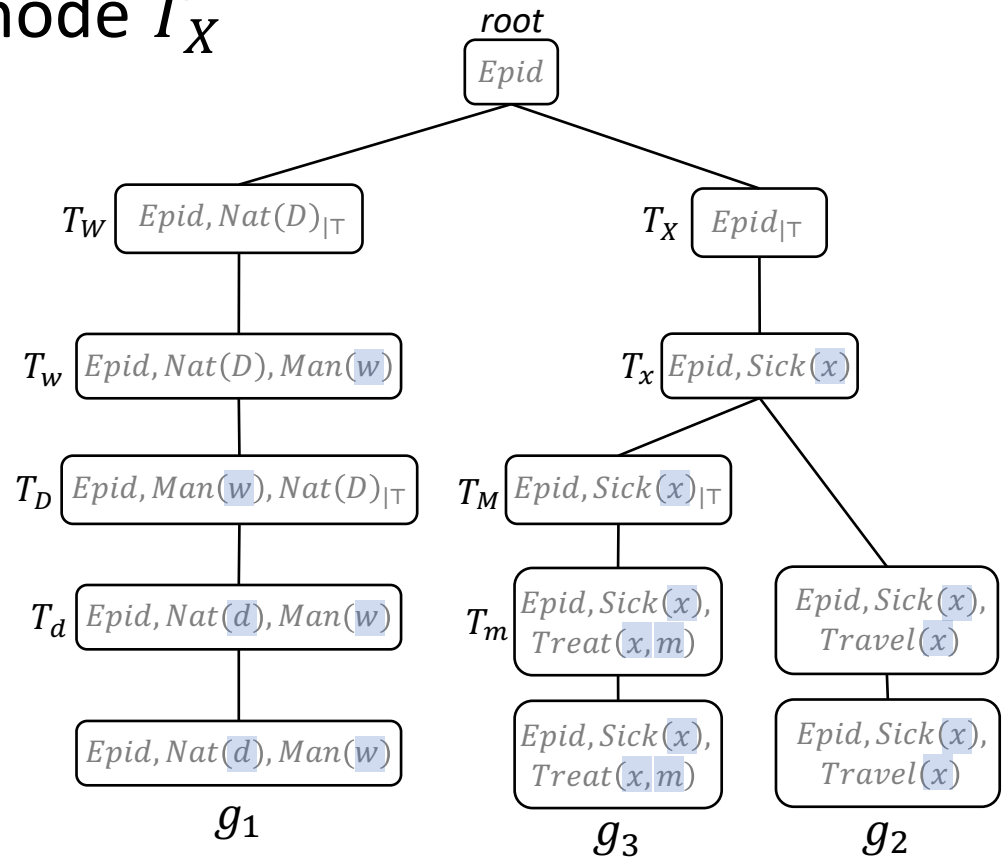 node T_X
root
Epid
T_W Epid, Nat(D)_{|⊤}
T_X Epid_{|⊤}
T_w Epid, Nat(D), Man(w)
T_x Epid, Sick(x)
T_D Epid, Man(w), Nat(D)_{|⊤}
T_M Epid, Sick(x)_{|⊤}
T_d Epid, Nat(d), Man(w)
T_m Epid, Sick(x),
Treat(x, m)
Epid, Sick(x),
Travel(x)
Epid, Nat(d), Man(w)
Epid, Sick(x),
Treat(x, m)
Epid, Sick(x),
Travel(x)
g_1
g_3
g_2